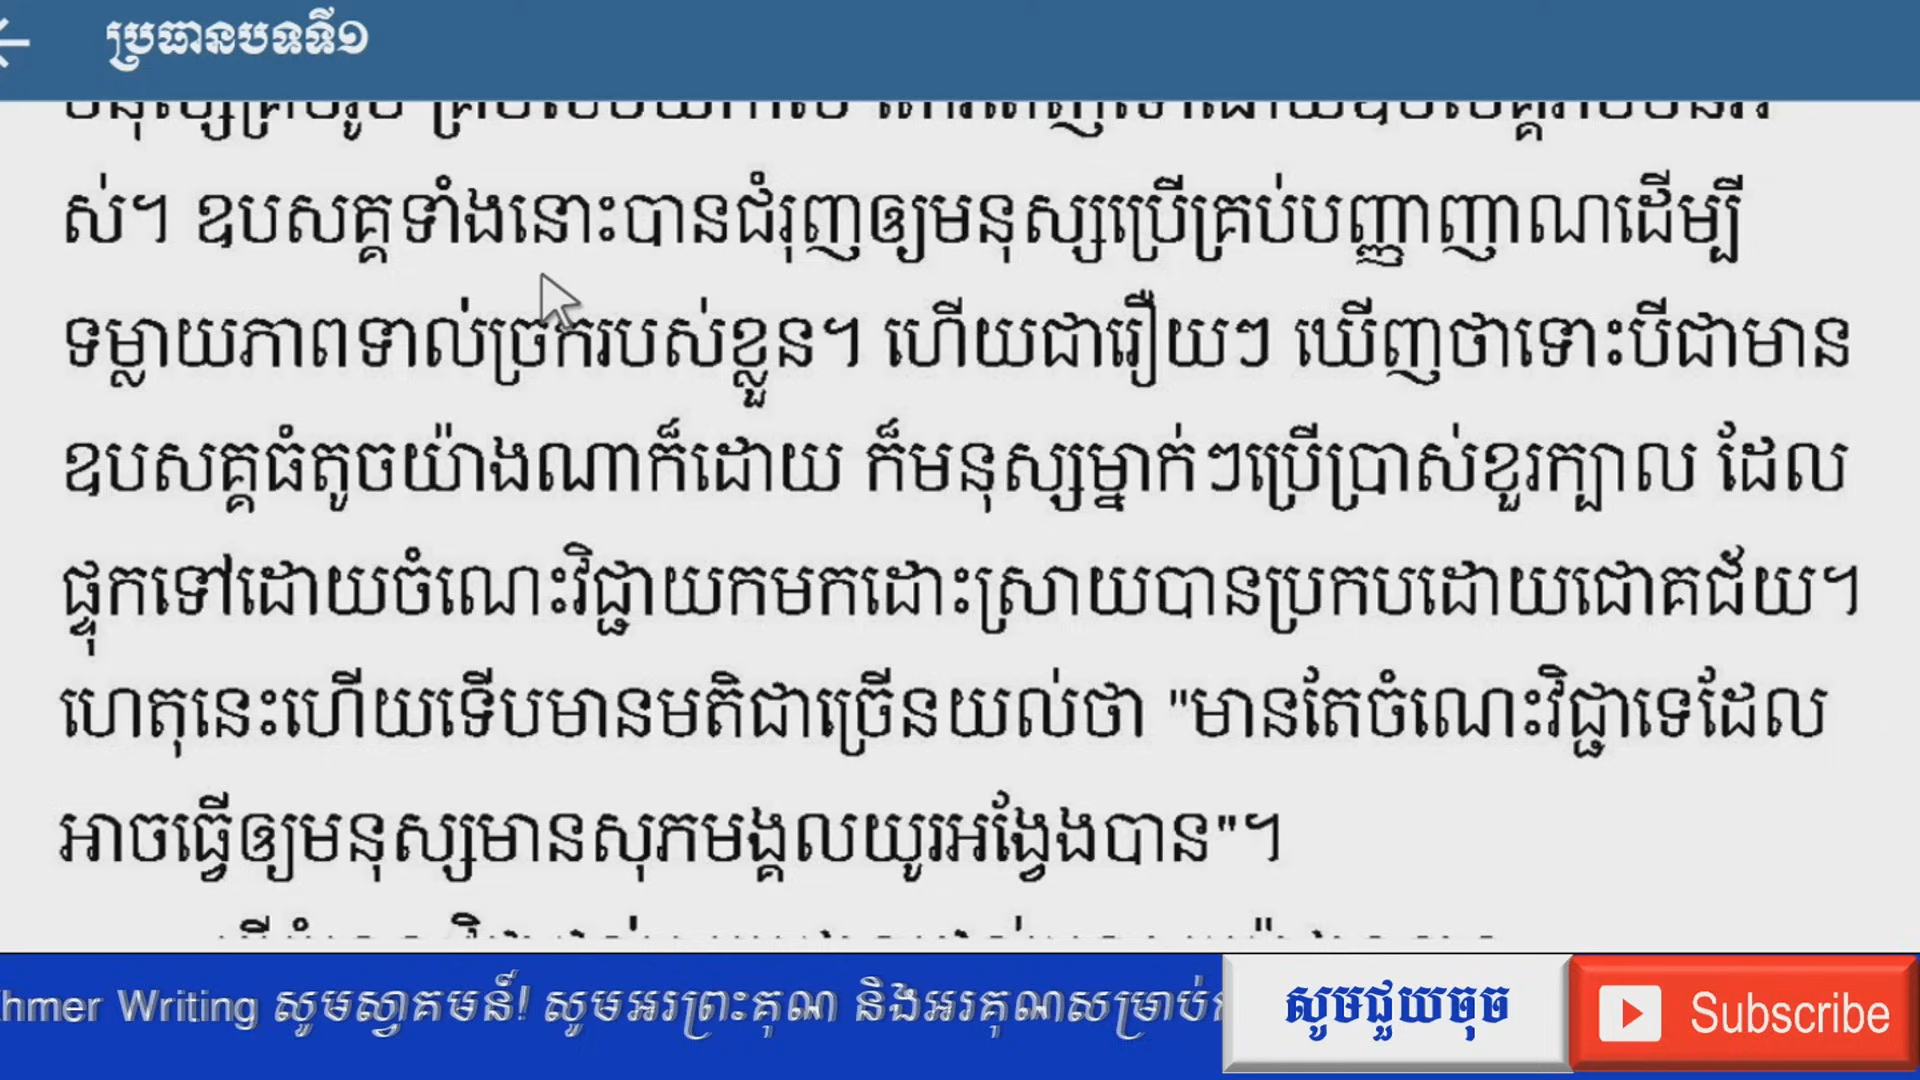 ប្រធានបទទី១
ស់។ ឧបសគ្គទាំងនោះបានជំរុញឲ្យមនុស្សប្រើគ្រប់បញ្ញាញាណដើម្បី
ទម្លាយភាពទាល់ច្រករបស់ខ្លួន។ ហើយជារឿយៗ ឃើញថាទោះបីជាមាន
ឧបសគ្គធំតូចយ៉ាងណាក៏ដោយ ក៏មនុស្សម្នាក់ៗប្រើប្រាស់ខួរក្បាល ដែល
ផ្ទុកទៅដោយចំណេះវិជ្ជាយកមកដោះស្រាយបានប្រកបដោយជោគជ័យ។
ហេតុនេះហើយទើបមានមតិជាច្រើនយល់ថា "មានតែចំណេះវិជ្ជាទេដែល
អាចធ្វើឲ្យមនុស្សមានសុភមង្គលយូរអង្វែងបាន"។
hmer Writing សូមស្វាគមន៍! សូមអរព្រះគុណ និងអរគុណសម្រាប់
សូមជួយចុច
Subscribe